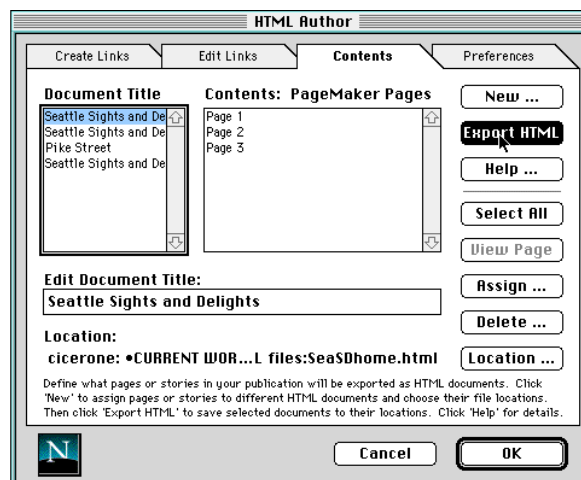 HTML Author
Create Links
Edit Links
Contents
Preferences
Document Title
Seattle Sights and De
Seattle Sights and De
Pike Street
Seattle Sights and De
Contents: PageMaker Pages
Page 1
Page 2
Page 3
New ...
Export HTML
Help ...
Select All
View Page
Assign ...
Delete ...
Location ...
Edit Document Title:
Seattle Sights and Delights
Location:
cicerone: •CURRENT WOR...L files:SeaSDhome.html
Define what pages or stories in your publication will be exported as HTML documents. Click
'New' to assign pages or stories to different HTML documents and choose their file locations.
Then click 'Export HTML' to save selected documents to their locations. Click 'Help' for details.
N
Cancel
OK